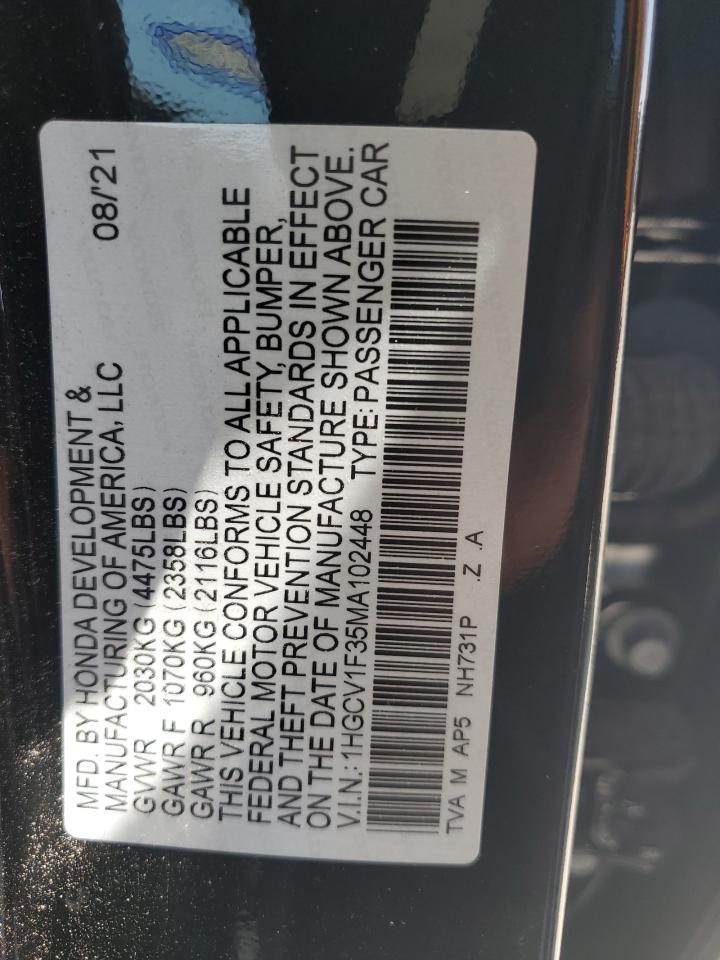 MFD. BY HONDA DEVELOPMENT & 08/'21
MANUFACTURING OF AMERICA, LLC
GVWR 2030KG (4475LBS)
GAWR F 1070KG (2358LBS)
GAWR R 960KG (2116LBS)
THIS VEHICLE CONFORMS TO ALL APPLICABLE
FEDERAL MOTOR VEHICLE SAFETY, BUMPER,
AND THEFT PREVENTION STANDARDS IN EFFECT
ON THE DATE OF MANUFACTURE SHOWN ABOVE.
V.I.N.: 1HGCV1F35MA102448 TYPE: PASSENGER CAR
TVA M AP5 NH731P .Z .A